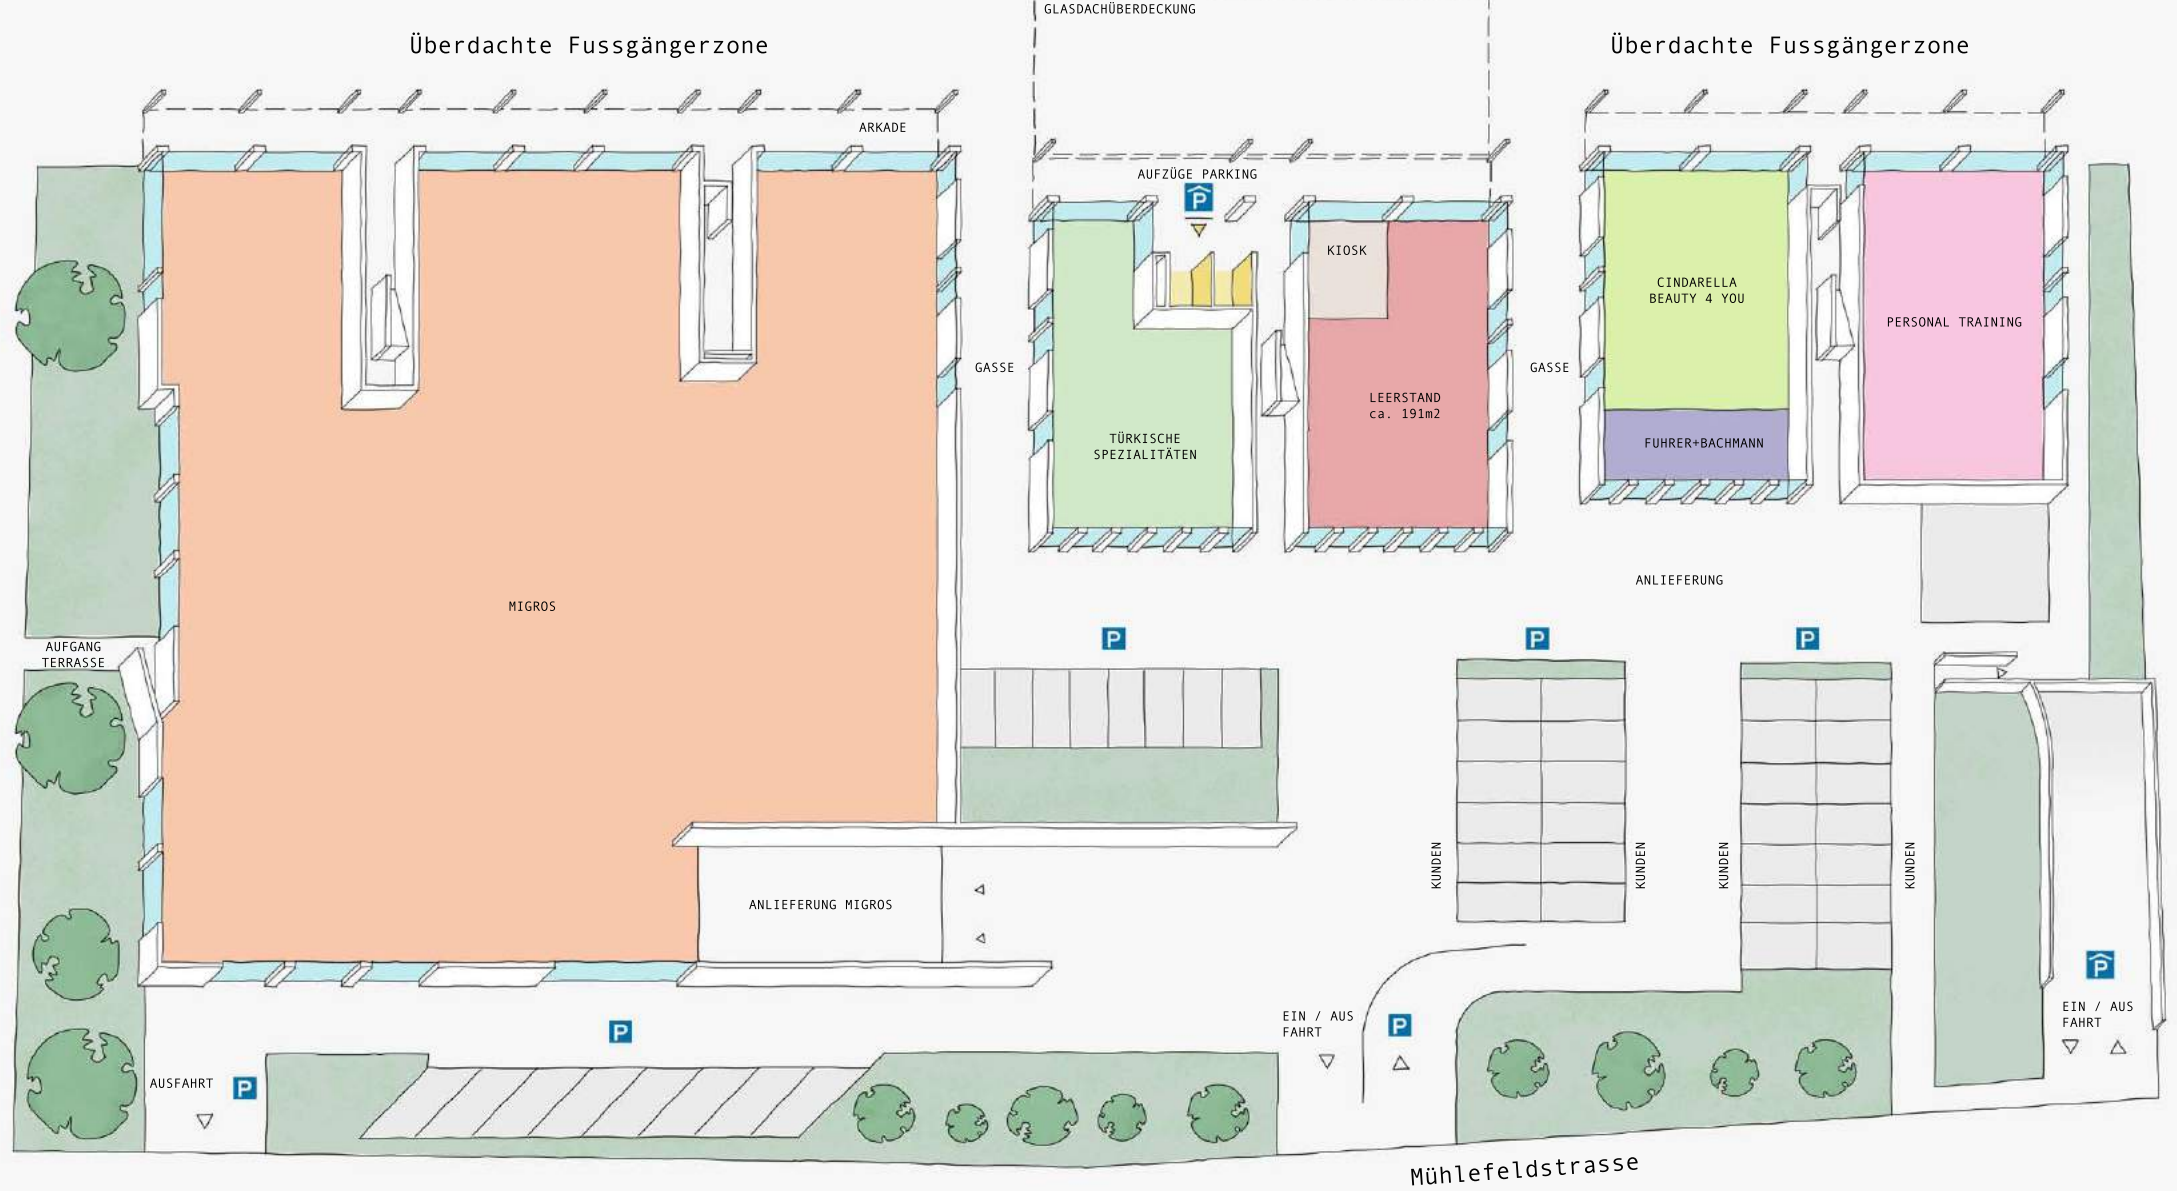 GLASDACHÜBERDECKUNG
Überdachte Fussgängerzone
Überdachte Fussgängerzone
ARKADE
AUFZÜGE PARKING
P
KIOSK
CINDARELLA
BEAUTY 4 YOU
PERSONAL TRAINING
GASSE
GASSE
LEERSTAND
ca. 191m2
TÜRKISCHE
SPEZIALITÄTEN
FUHRER+BACHMANN
ANLIEFERUNG
MIGROS
AUFGANG
TERRASSE
P
P
P
KUNDEN
KUNDEN
KUNDEN
KUNDEN
ANLIEFERUNG MIGROS
P
EIN / AUS
FAHRT
P
EIN / AUS
FAHRT
P
AUSFAHRT
P
Mühlefeldstrasse